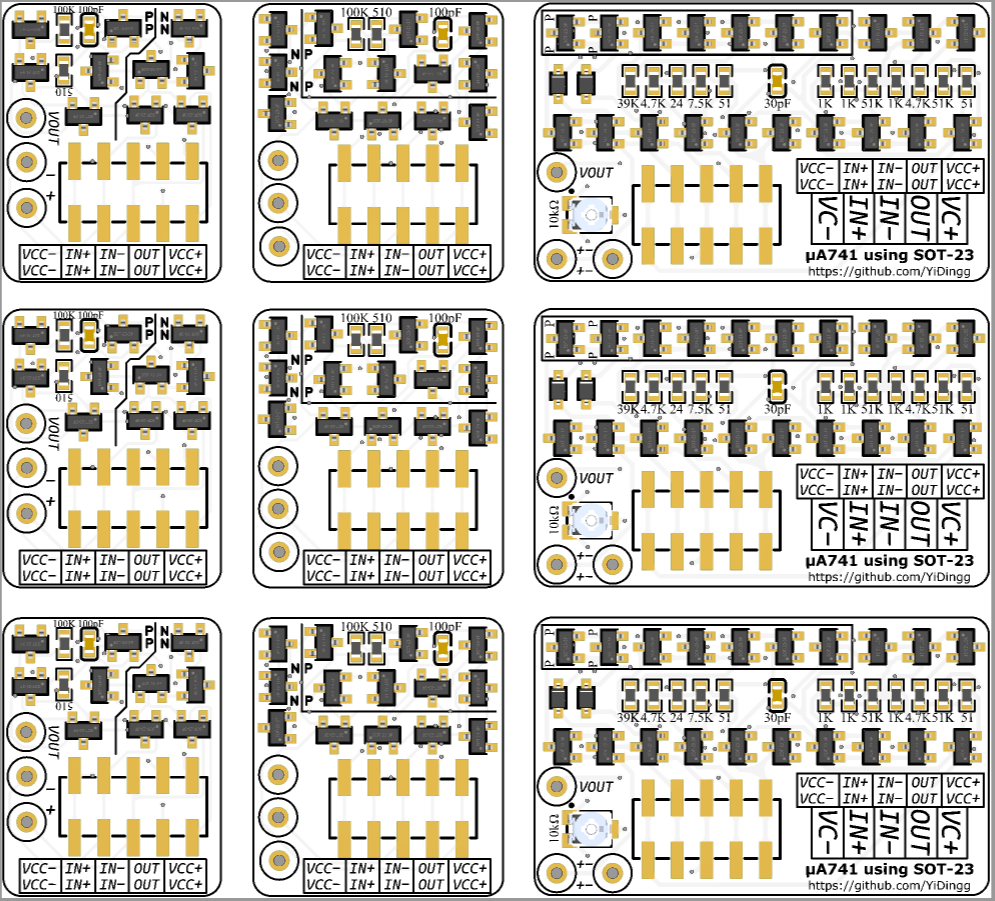 100K 100pF
P N
P N
510
VOUT
−
+
VCC− IN+ IN− OUT VCC+
VCC− IN+ IN− OUT VCC+
100K 510 100pF
N P
N P
VCC− IN+ IN− OUT VCC+
VCC− IN+ IN− OUT VCC+
P P
P P
39K 4.7K 24 7.5K 51 30pF 1K 1K 51K 1K 4.7K 51K 51
VOUT
10kΩ
+−
+−
VCC− IN+ IN− OUT VCC+
VCC− IN+ IN− OUT VCC+
VC− IN+ IN− OUT VC+
µA741 using SOT-23
https://github.com/YiDingg
100K 100pF
P N
P N
510
VOUT
−
+
VCC− IN+ IN− OUT VCC+
VCC− IN+ IN− OUT VCC+
100K 510 100pF
N P
N P
VCC− IN+ IN− OUT VCC+
VCC− IN+ IN− OUT VCC+
P P
P P
39K 4.7K 24 7.5K 51 30pF 1K 1K 51K 1K 4.7K 51K 51
VOUT
10kΩ
+−
+−
VCC− IN+ IN− OUT VCC+
VCC− IN+ IN− OUT VCC+
VC− IN+ IN− OUT VC+
µA741 using SOT-23
https://github.com/YiDingg
100K 100pF
P N
P N
510
VOUT
−
+
VCC− IN+ IN− OUT VCC+
VCC− IN+ IN− OUT VCC+
100K 510 100pF
N P
N P
VCC− IN+ IN− OUT VCC+
VCC− IN+ IN− OUT VCC+
P P
P P
39K 4.7K 24 7.5K 51 30pF 1K 1K 51K 1K 4.7K 51K 51
VOUT
10kΩ
+−
+−
VCC− IN+ IN− OUT VCC+
VCC− IN+ IN− OUT VCC+
VC− IN+ IN− OUT VC+
µA741 using SOT-23
https://github.com/YiDingg